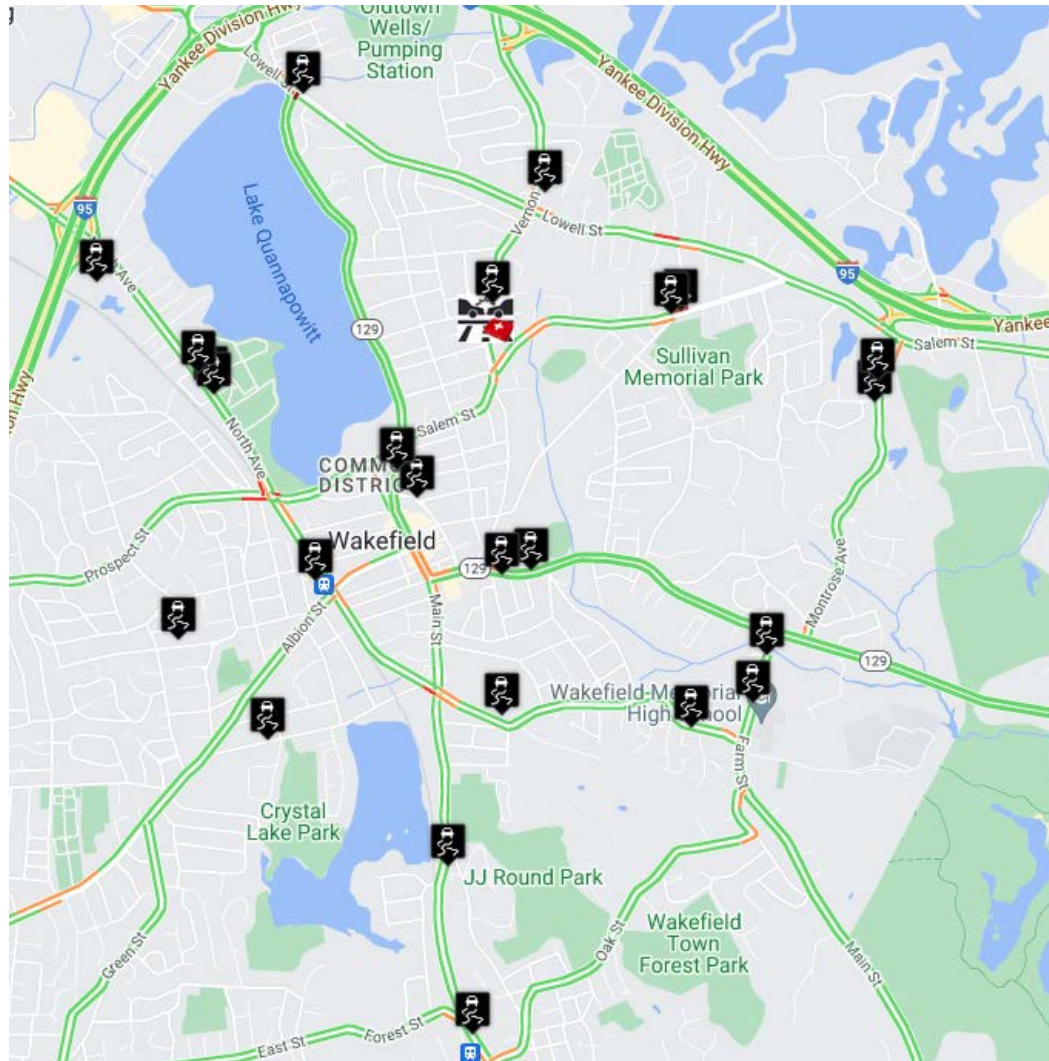 Oldtown
Wells/
Pumping
Station
Yankee Division Hwy
Lowell St
Yankee Division Hwy
Yankee Division Hwy
95
Lake Quannapowitt
Vernon
Lowell St
95
Ave
129
Yankee
Salem St
Sullivan
Memorial Park
Hwy
North Ave
Salem St
DISTRIC
Prospect St
Wakefield
129
Montrose Ave
Albion St
Main St
129
Wakefield Memorial
High School
Farm St
Crystal
Lake Park
JJ Round Park
Wakefield
Town
Forest Park
Oak St
Green St
Main St
Forest St
East St